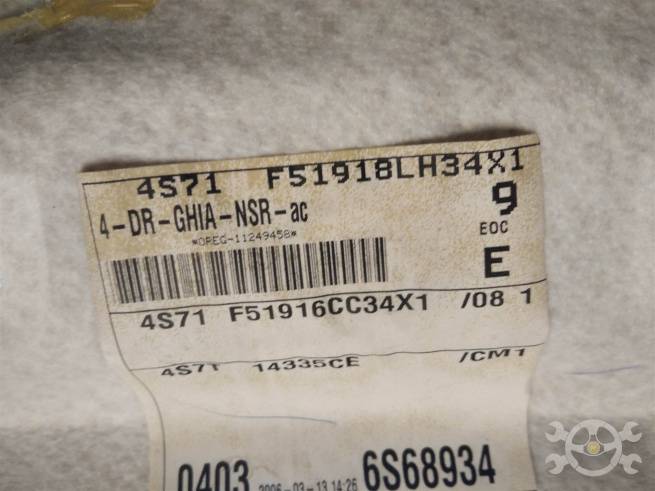 4S71 F51918LH34X1
4-DR-GHIA-NSR-ac
9
*OREG-11249458*
EOC
E
4S71 F51916CC34X1 /08 1
4S71 14335CE /CM1
0403 2006-03-13 14:26 6S68934